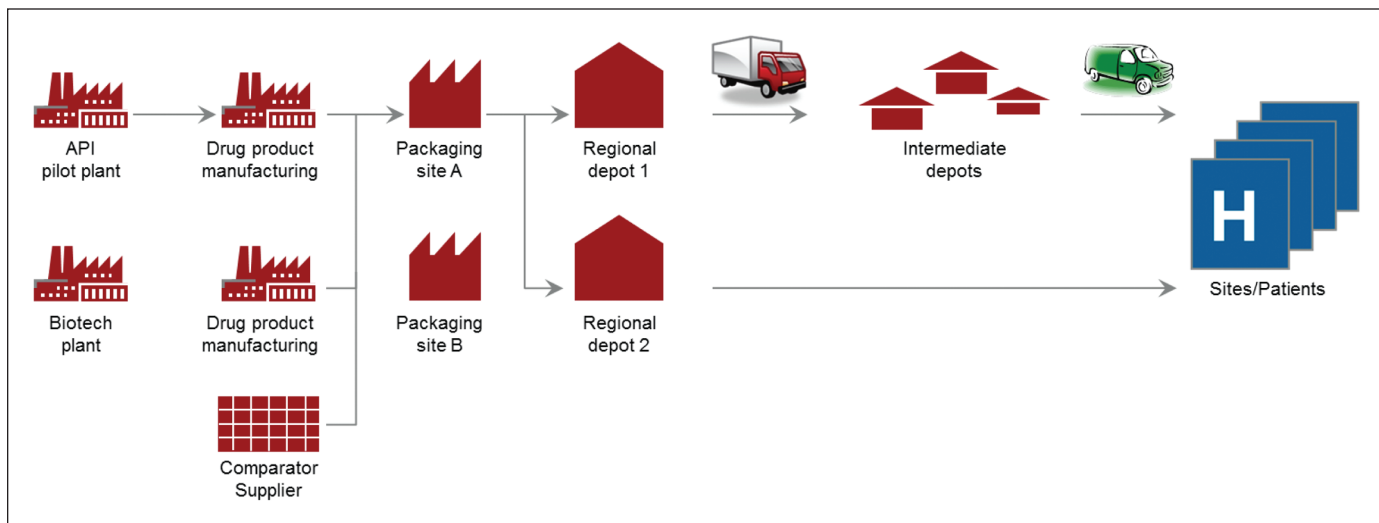 API
pilot plant
Drug product
manufacturing
Packaging
site A
Regional
depot 1
Intermediate
depots
H
Sites/Patients
Biotech
plant
Drug product
manufacturing
Packaging
site B
Regional
depot 2
Comparator
Supplier